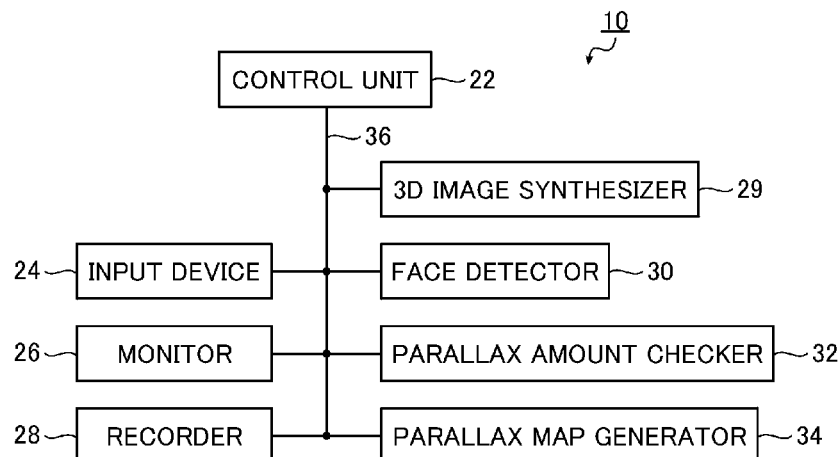 10
CONTROL UNIT 22
36
3D IMAGE SYNTHESIZER 29
24 INPUT DEVICE FACE DETECTOR 30
26 MONITOR PARALLAX AMOUNT CHECKER 32
28 RECORDER PARALLAX MAP GENERATOR 34